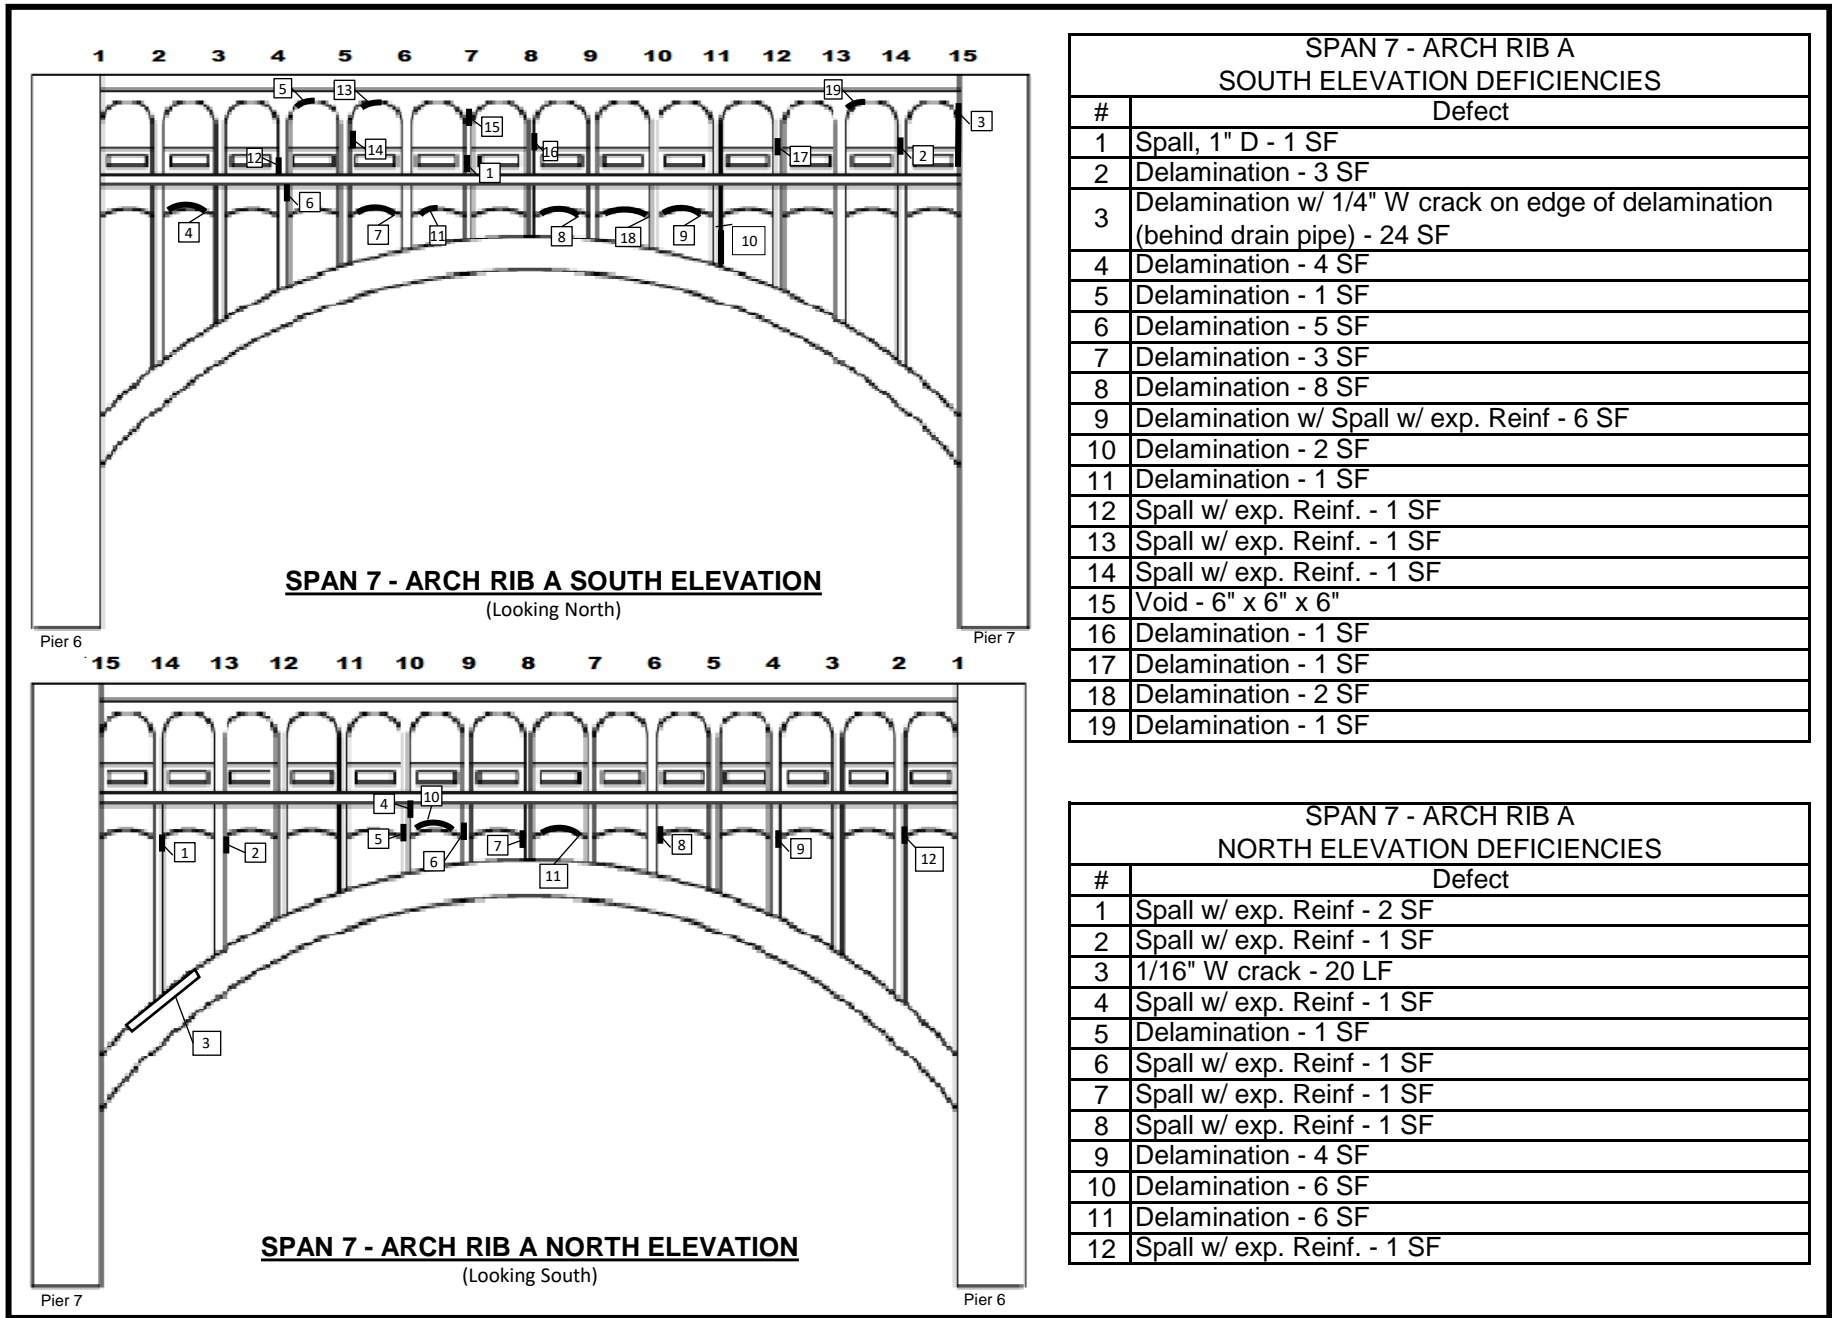 1 2 3 4 5 6 7 8 9 10 11 12 13 14 15
5 13 19
3
15
14 16 17 2
12
1
6
4 7 11 8 18 9 10
SPAN 7 - ARCH RIB A SOUTH ELEVATION
(Looking North)
Pier 6 Pier 7
15 14 13 12 11 10 9 8 7 6 5 4 3 2 1
4 10
1 2 5 6 7 11 8 9 12
3
SPAN 7 - ARCH RIB A NORTH ELEVATION
(Looking South)
Pier 7 Pier 6
SPAN 7 - ARCH RIB A
SOUTH ELEVATION DEFICIENCIES
# Defect
1 Spall, 1" D - 1 SF
2 Delamination - 3 SF
3 Delamination w/ 1/4" W crack on edge of delamination
(behind drain pipe) - 24 SF
4 Delamination - 4 SF
5 Delamination - 1 SF
6 Delamination - 5 SF
7 Delamination - 3 SF
8 Delamination - 8 SF
9 Delamination w/ Spall w/ exp. Reinf - 6 SF
10 Delamination - 2 SF
11 Delamination - 1 SF
12 Spall w/ exp. Reinf. - 1 SF
13 Spall w/ exp. Reinf. - 1 SF
14 Spall w/ exp. Reinf. - 1 SF
15 Void - 6" x 6" x 6"
16 Delamination - 1 SF
17 Delamination - 1 SF
18 Delamination - 2 SF
19 Delamination - 1 SF
SPAN 7 - ARCH RIB A
NORTH ELEVATION DEFICIENCIES
# Defect
1 Spall w/ exp. Reinf - 2 SF
2 Spall w/ exp. Reinf - 1 SF
3 1/16" W crack - 20 LF
4 Spall w/ exp. Reinf - 1 SF
5 Delamination - 1 SF
6 Spall w/ exp. Reinf - 1 SF
7 Spall w/ exp. Reinf - 1 SF
8 Spall w/ exp. Reinf - 1 SF
9 Delamination - 4 SF
10 Delamination - 6 SF
11 Delamination - 6 SF
12 Spall w/ exp. Reinf. - 1 SF